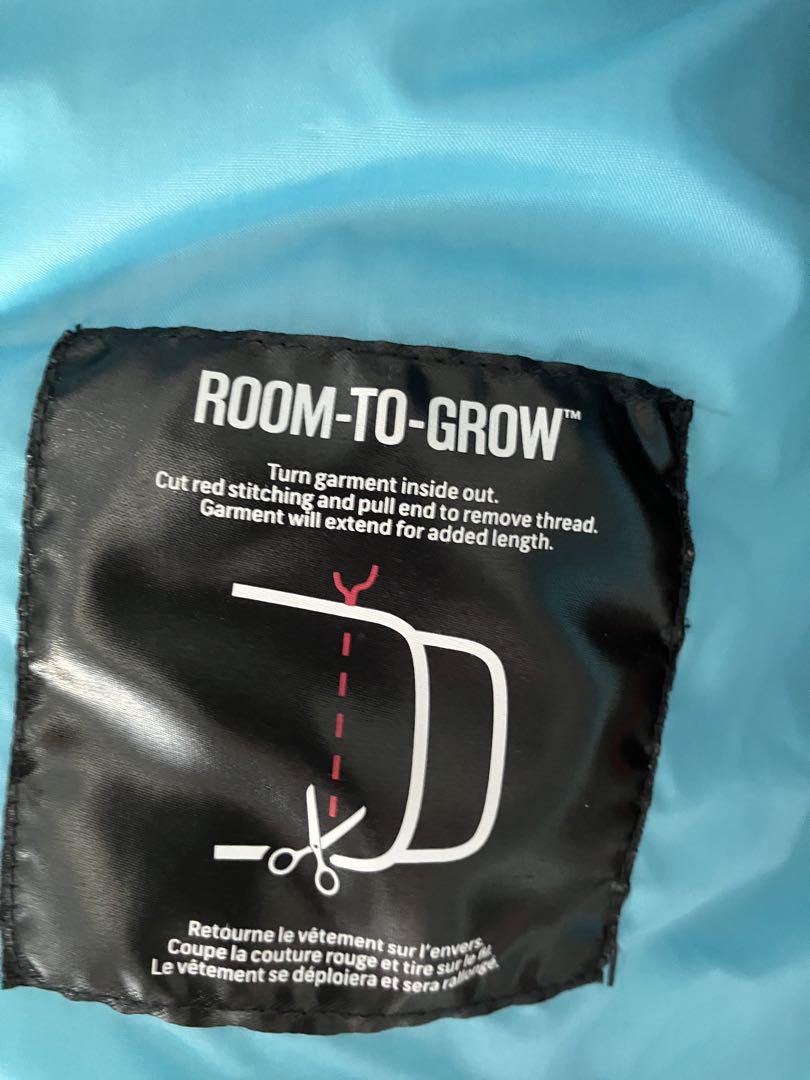 ROOM-TO-GROW™
Turn garment inside out.
Cut red stitching and pull end to remove thread.
Garment will extend for added length.
Retourne le vêtement sur l'envers.
Coupe la couture rouge et tire sur le fil.
Le vêtement se déploiera et sera rallongé.